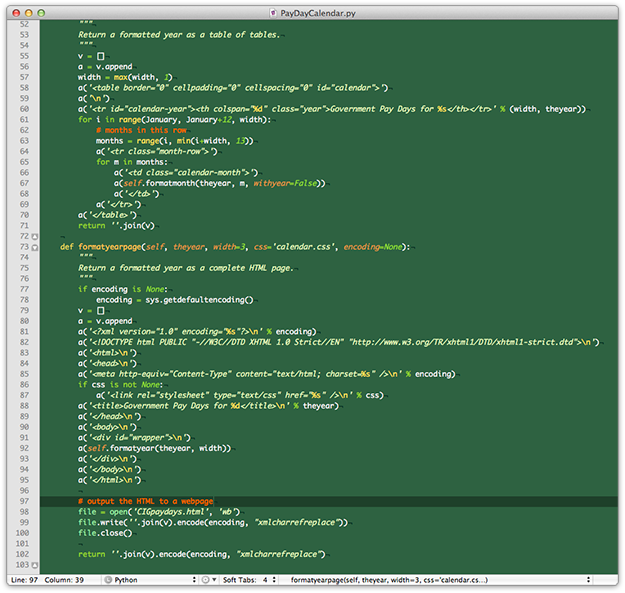 PayDayCalendar.py
52 """
53 Return a formatted year as a table of tables.
54 """
55 v = []
56 a = v.append
57 width = max(width, 1)
58 a('<table border="0" cellpadding="0" cellspacing="0" id="calendar">')
59 a('\n')
60 a('<tr id="calendar-year"><th colspan="%d" class="year">Government Pay Days for %s</th></tr>' % (width, theyear))
61 for i in range(January, January+12, width):
62 # months in this row
63 months = range(i, min(i+width, 13))
64 a('<tr class="month-row">')
65 for m in months:
66 a('<td class="calendar-month">')
67 a(self.formatmonth(theyear, m, withyear=False))
68 a('</td>')
69 a('</tr>')
70 a('</table>')
71 return ''.join(v)
72
73 def formatyearpage(self, theyear, width=3, css='calendar.css', encoding=None):
74 """
75 Return a formatted year as a complete HTML page.
76 """
77 if encoding is None:
78 encoding = sys.getdefaultencoding()
79 v = []
80 a = v.append
81 a('<?xml version="1.0" encoding="%s"?>\n' % encoding)
82 a('<!DOCTYPE html PUBLIC "-//W3C//DTD XHTML 1.0 Strict//EN" "http://www.w3.org/TR/xhtml1/DTD/xhtml1-strict.dtd">\n')
83 a('<html>\n')
84 a('<head>\n')
85 a('<meta http-equiv="Content-Type" content="text/html; charset=%s" />\n' % encoding)
86 if css is not None:
87 a('<link rel="stylesheet" type="text/css" href="%s" />\n' % css)
88 a('<title>Government Pay Days for %d</title>\n' % theyear)
89 a('</head>\n')
90 a('<body>\n')
91 a('<div id="wrapper">\n')
92 a(self.formatyear(theyear, width))
93 a('</div>\n')
94 a('</body>\n')
95 a('</html>\n')
96
97 # output the HTML to a webpage
98 file = open('CIGpaydays.html', 'wb')
99 file.write(''.join(v).encode(encoding, "xmlcharrefreplace"))
100 file.close()
101
102 return ''.join(v).encode(encoding, "xmlcharrefreplace")
103
Line: 97 Column: 39 Python Soft Tabs: 4 formatyearpage(self, theyear, width=3, css='calendar.cs...)